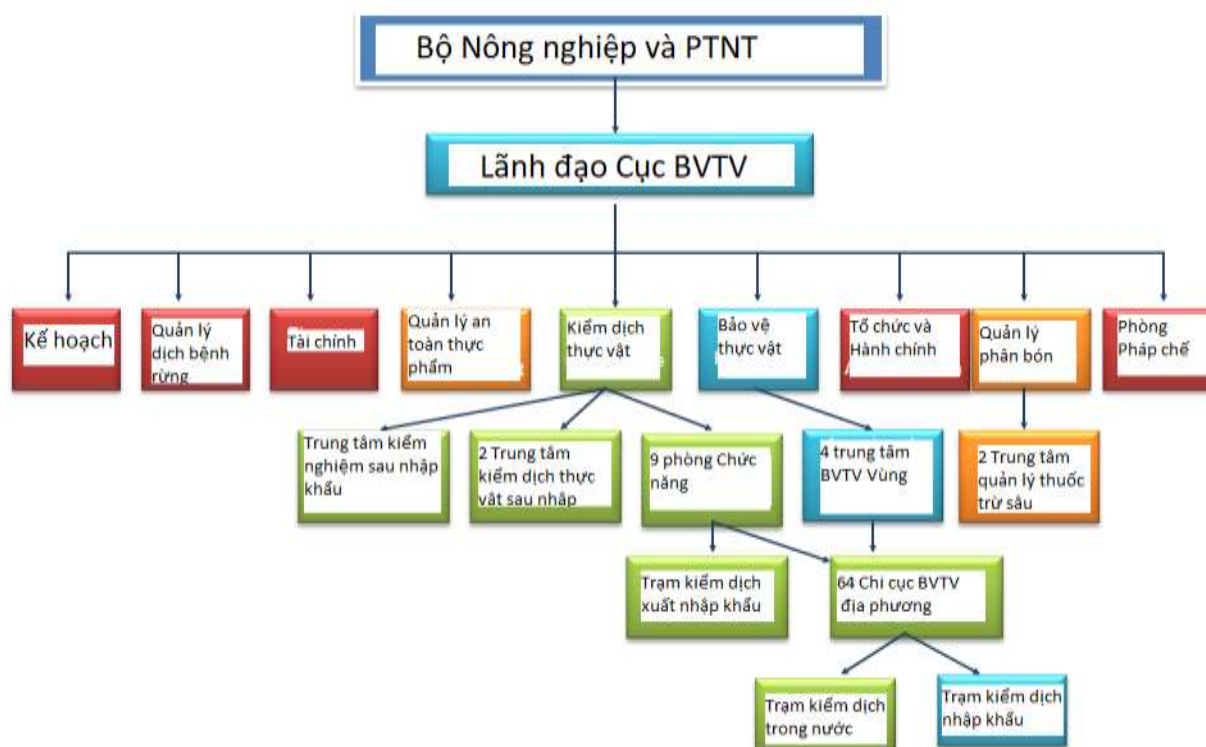 Bộ Nông nghiệp và PTNT
Lãnh đạo Cục BVTV
Kế hoạch
Quản lý
dịch bệnh
rừng
Tài chính
Quản lý an
toàn thực
phẩm
Kiểm dịch
thực vật
Bảo vệ
thực vật
Tổ chức và
Hành chính
Quản lý
phân bón
Phòng
Pháp chế
Trung tâm kiểm
nghiệm sau nhập
khẩu
2 Trung tâm
kiểm dịch thực
vật sau nhập
9 phòng Chức
năng
4 trung tâm
BVTV Vùng
2 Trung tâm
quản lý thuốc
trừ sâu
Trạm kiểm dịch
xuất nhập khẩu
64 Chi cục BVTV
địa phương
Trạm kiểm dịch
trong nước
Trạm kiểm dịch
nhập khẩu